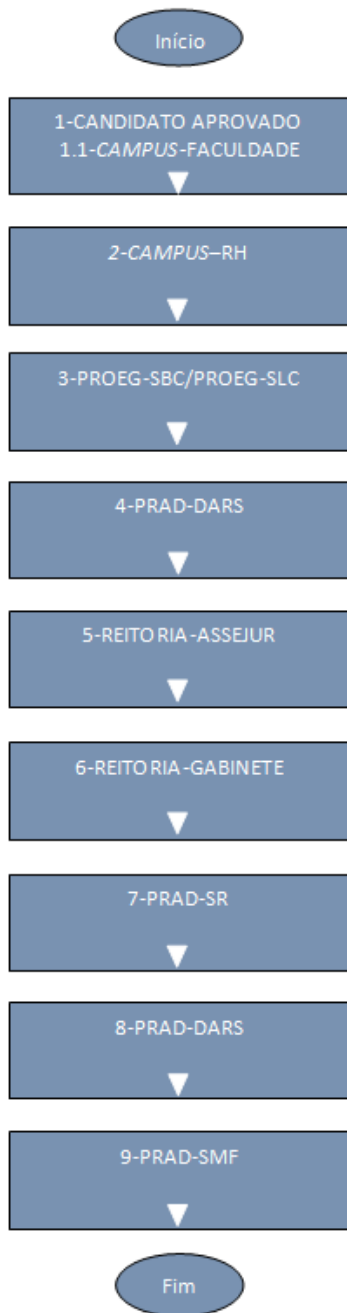 Início
1-CANDIDATO APROVADO
1.1-CAMPUS-FACULDADE
2-CAMPUS–RH
3-PROEG-SBC/PROEG-SLC
4-PRAD-DARS
5-REITORIA-ASSEJUR
6-REITORIA-GABINETE
7-PRAD-SR
8-PRAD-DARS
9-PRAD-SMF
Fim